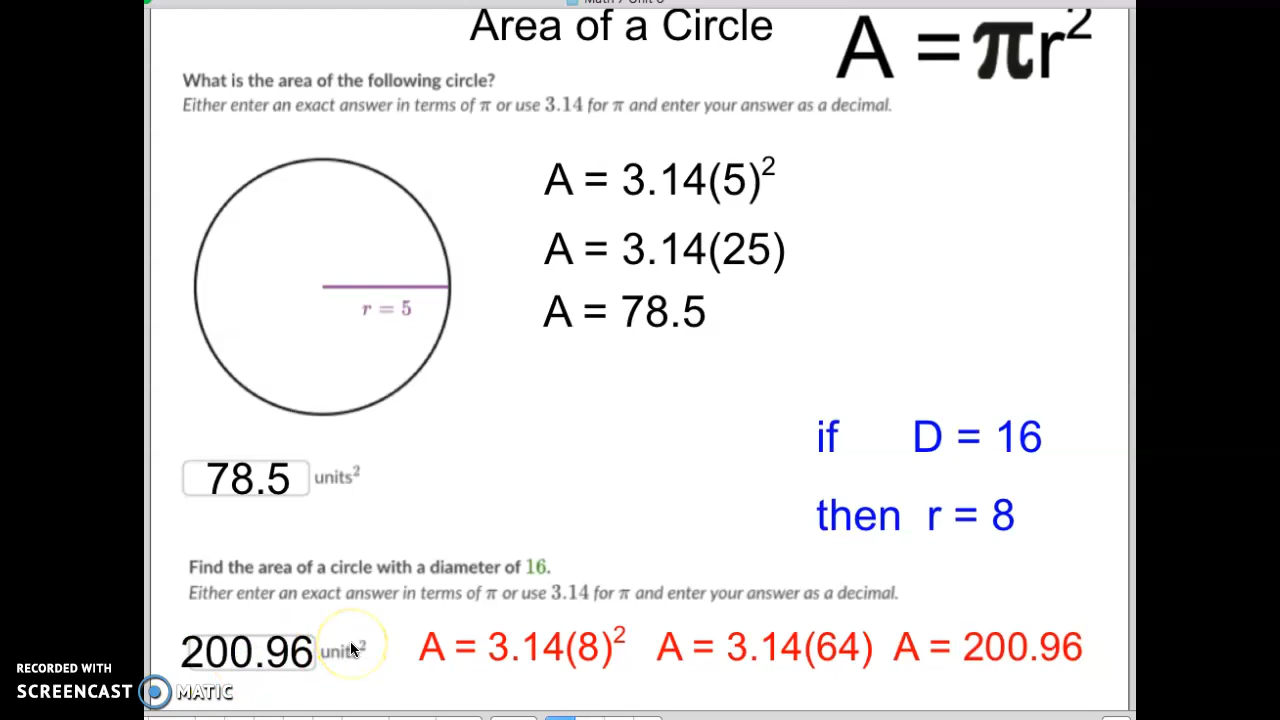 Area of a Circle
A = πr²
What is the area of the following circle?
Either enter an exact answer in terms of π or use 3.14 for π and enter your answer as a decimal.
A = 3.14(5)²
A = 3.14(25)
r = 5
A = 78.5
if D = 16
78.5 units²
then r = 8
Find the area of a circle with a diameter of 16.
Either enter an exact answer in terms of π or use 3.14 for π and enter your answer as a decimal.
200.96 units² A = 3.14(8)² A = 3.14(64) A = 200.96
RECORDED WITH
SCREENCAST MATIC